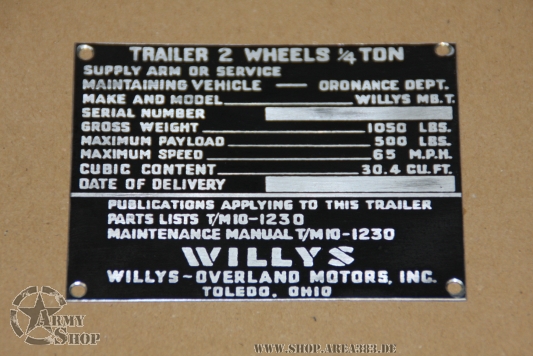 TRAILER 2 WHEELS 1/4 TON
SUPPLY ARM OR SERVICE
MAINTAINING VEHICLE — ORDNANCE DEPT.
MAKE AND MODEL WILLYS MB.T.
SERIAL NUMBER
GROSS WEIGHT 1050 LBS.
MAXIMUM PAYLOAD 500 LBS.
MAXIMUM SPEED 65 M.P.H.
CUBIC CONTENT 30.4 CU.FT.
DATE OF DELIVERY
PUBLICATIONS APPLYING TO THIS TRAILER
PARTS LISTS T/M10-1230
MAINTENANCE MANUAL T/M10-1230
WILLYS
WILLYS-OVERLAND MOTORS, INC.
TOLEDO, OHIO
ARMY
SHOP
WWW.SHOP.AREA383.DE